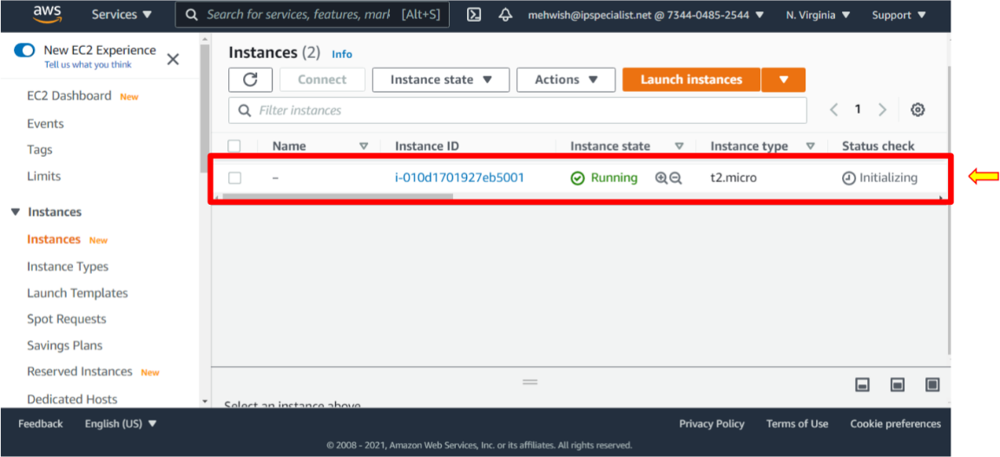 aws Services ▼ Search for services, features, mark [Alt+S] mehwish@ipspecialist.net @ 7344-0485-2544 ▼ N. Virginia ▼ Support ▼
New EC2 Experience
Tell us what you think
EC2 Dashboard New
Events
Tags
Limits
Instances
Instances New
Instance Types
Launch Templates
Spot Requests
Savings Plans
Reserved Instances New
Dedicated Hosts
Instances (2) Info
Connect Instance state ▼ Actions ▼ Launch instances ▼
Filter instances
1
Name Instance ID Instance state Instance type Status check
– i-010d1701927eb5001 Running t2.micro Initializing
Select an instance above
Feedback English (US) ▼ Privacy Policy Terms of Use Cookie preferences
© 2008 - 2021, Amazon Web Services, Inc. or its affiliates. All rights reserved.